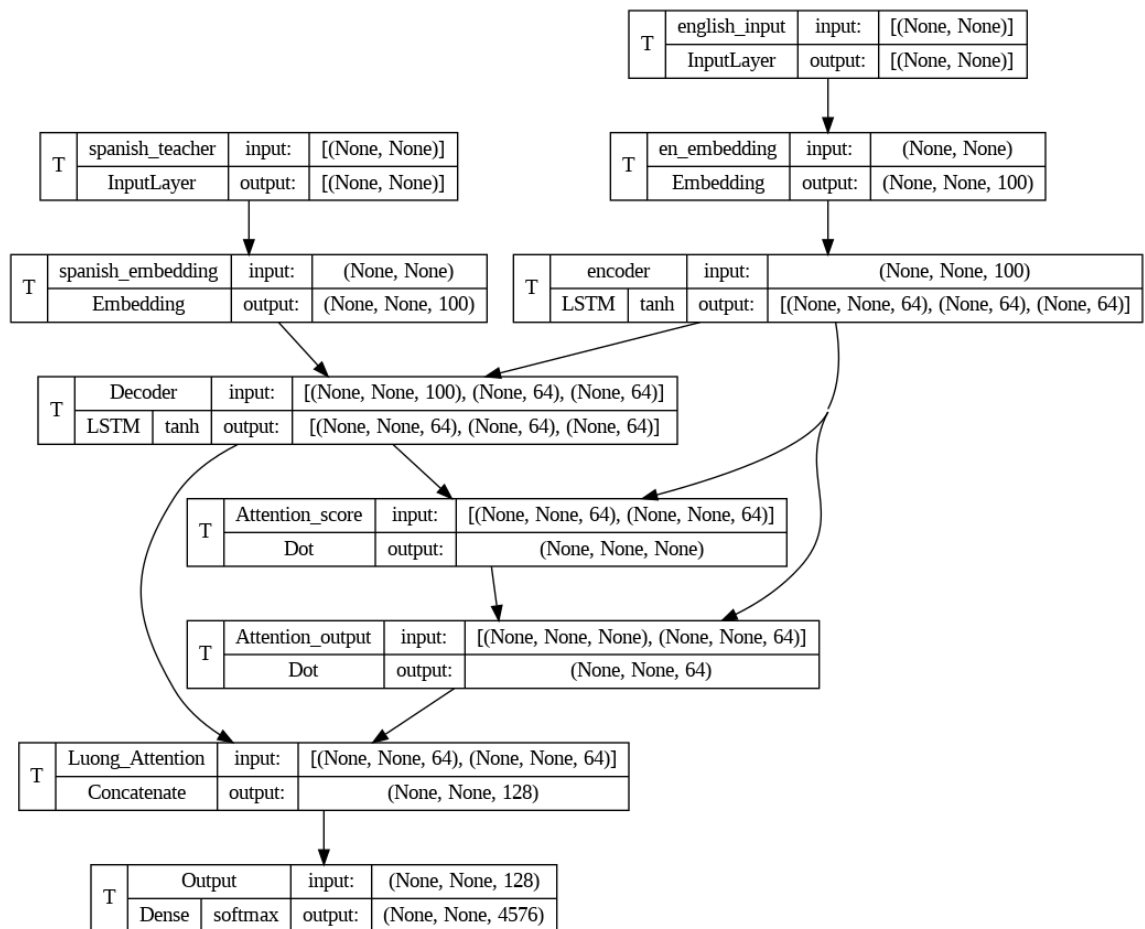 T english_input input: [(None, None)]
InputLayer output: [(None, None)]
T spanish_teacher input: [(None, None)]
InputLayer output: [(None, None)]
T en_embedding input: (None, None)
Embedding output: (None, None, 100)
T spanish_embedding input: (None, None)
Embedding output: (None, None, 100)
T encoder input: (None, None, 100)
LSTM tanh output: [(None, None, 64), (None, 64), (None, 64)]
T Decoder input: [(None, None, 100), (None, 64), (None, 64)]
LSTM tanh output: [(None, None, 64), (None, 64), (None, 64)]
T Attention_score input: [(None, None, 64), (None, None, 64)]
Dot output: (None, None, None)
T Attention_output input: [(None, None, None), (None, None, 64)]
Dot output: (None, None, 64)
T Luong_Attention input: [(None, None, 64), (None, None, 64)]
Concatenate output: (None, None, 128)
T Output input: (None, None, 128)
Dense softmax output: (None, None, 4576)